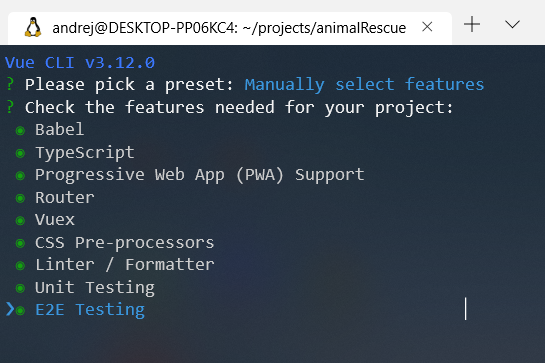 andrej@DESKTOP-PP06KC4: ~/projects/animalRescue
Vue CLI v3.12.0
? Please pick a preset: Manually select features
? Check the features needed for your project:
◉ Babel
◉ TypeScript
◉ Progressive Web App (PWA) Support
◉ Router
◉ Vuex
◉ CSS Pre-processors
◉ Linter / Formatter
◉ Unit Testing
❯◉ E2E Testing